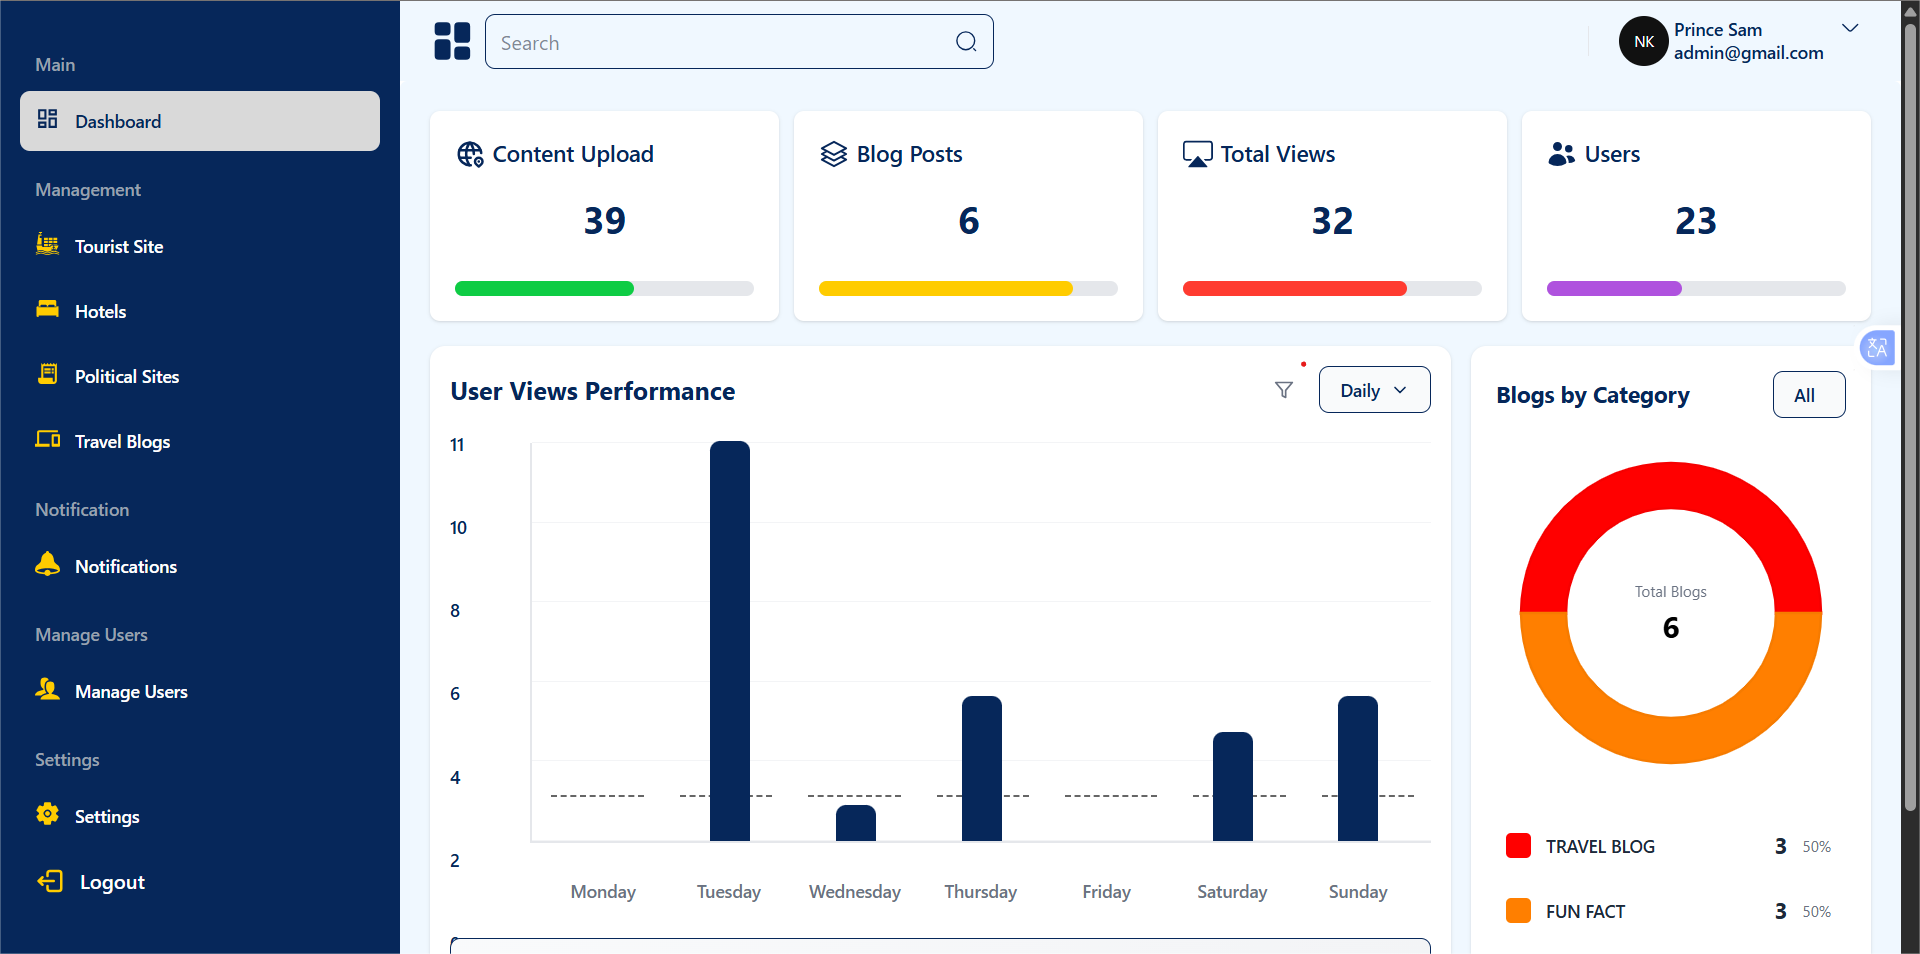 Main
Dashboard
Management
Tourist Site
Hotels
Political Sites
Travel Blogs
Notification
Notifications
Manage Users
Manage Users
Settings
Settings
Logout
Search
NK
Prince Sam
admin@gmail.com
Content Upload
39
Blog Posts
6
Total Views
32
Users
23
User Views Performance
Daily
11
10
8
6
4
2
Monday Tuesday Wednesday Thursday Friday Saturday Sunday
Blogs by Category
All
Total Blogs
6
TRAVEL BLOG 3 50%
FUN FACT 3 50%